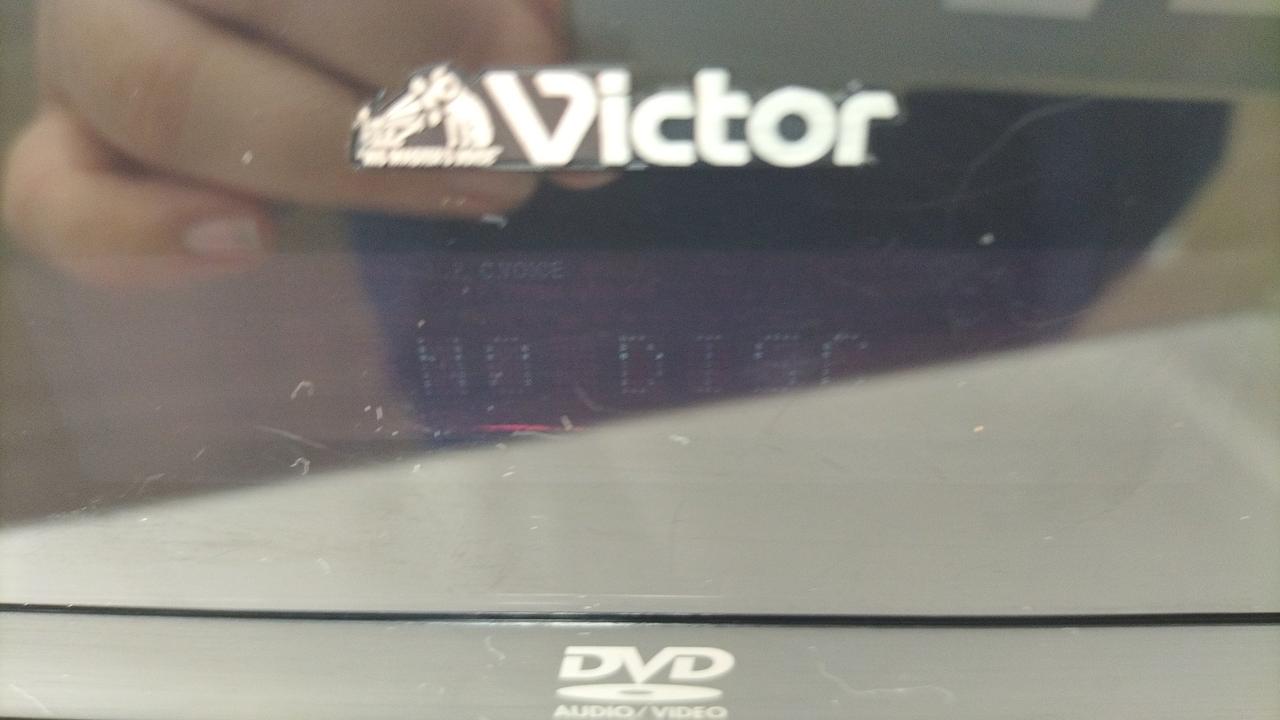 Victor
C.VOICE
NO DISC
DVD
AUDIO/VIDEO